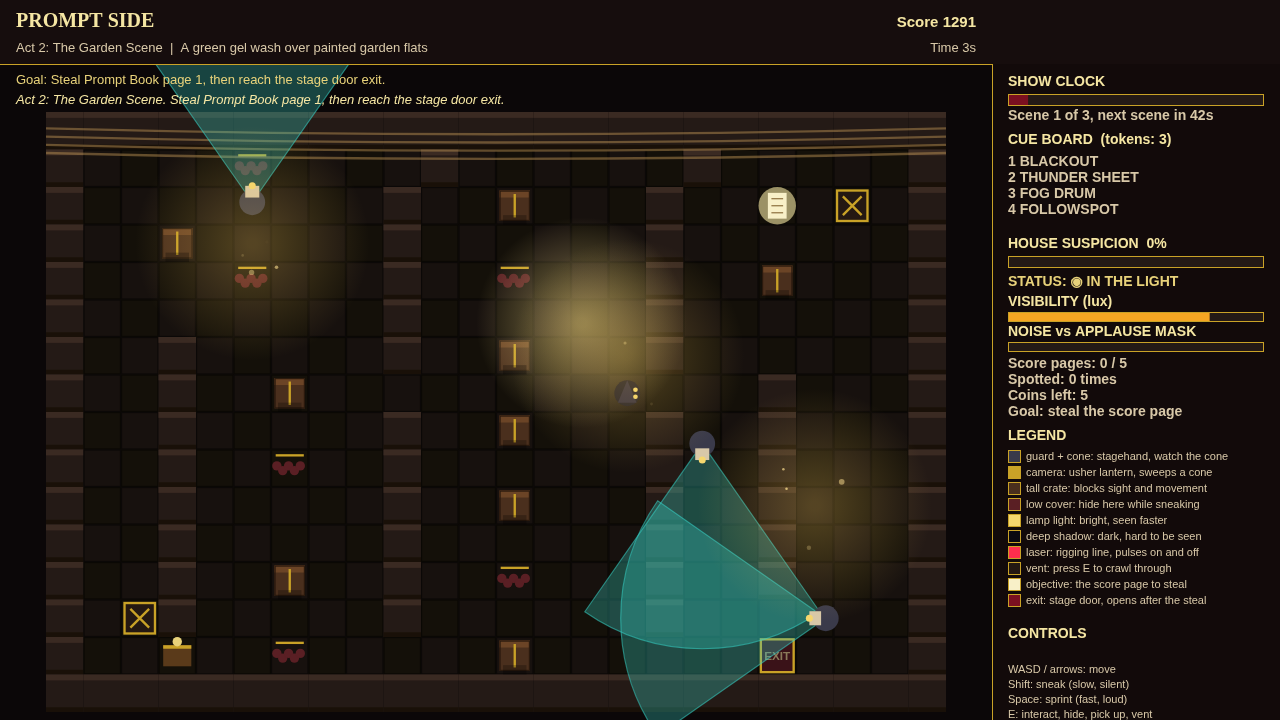 PROMPT SIDE
Score 1291
Act 2: The Garden Scene | A green gel wash over painted garden flats
Time 3s
Goal: Steal Prompt Book page 1, then reach the stage door exit.
Act 2: The Garden Scene. Steal Prompt Book page 1, then reach the stage door exit.
EXIT
SHOW CLOCK
Scene 1 of 3, next scene in 42s
CUE BOARD (tokens: 3)
1 BLACKOUT
2 THUNDER SHEET
3 FOG DRUM
4 FOLLOWSPOT
HOUSE SUSPICION 0%
STATUS: ◉ IN THE LIGHT
VISIBILITY (lux)
NOISE vs APPLAUSE MASK
Score pages: 0 / 5
Spotted: 0 times
Coins left: 5
Goal: steal the score page
LEGEND
guard + cone: stagehand, watch the cone
camera: usher lantern, sweeps a cone
tall crate: blocks sight and movement
low cover: hide here while sneaking
lamp light: bright, seen faster
deep shadow: dark, hard to be seen
laser: rigging line, pulses on and off
vent: press E to crawl through
objective: the score page to steal
exit: stage door, opens after the steal
CONTROLS
WASD / arrows: move
Shift: sneak (slow, silent)
Space: sprint (fast, loud)
E: interact, hide, pick up, vent